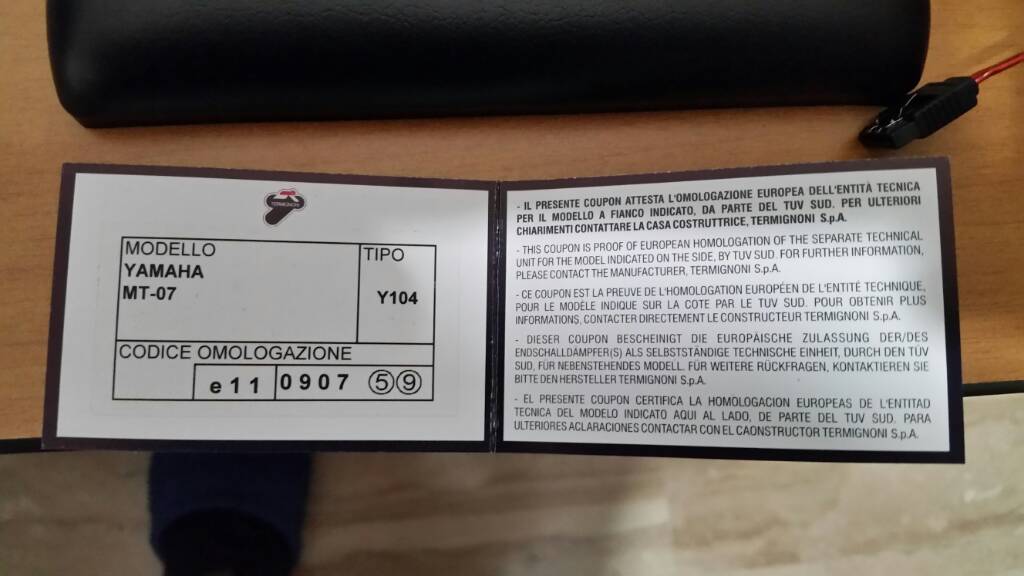 TERMIGNONI
MODELLO
YAMAHA
MT-07
TIPO
Y104
CODICE OMOLOGAZIONE
e11 0907 ⑤⑨
- IL PRESENTE COUPON ATTESTA L'OMOLOGAZIONE EUROPEA DELL'ENTITÀ TECNICA
PER IL MODELLO A FIANCO INDICATO, DA PARTE DEL TUV SUD. PER ULTERIORI
CHIARIMENTI CONTATTARE LA CASA COSTRUTTRICE, TERMIGNONI S.p.A.
- THIS COUPON IS PROOF OF EUROPEAN HOMOLOGATION OF THE SEPARATE TECHNICAL
UNIT FOR THE MODEL INDICATED ON THE SIDE, BY TUV SUD. FOR FURTHER INFORMATION,
PLEASE CONTACT THE MANUFACTURER, TERMIGNONI S.p.A.
- CE COUPON EST LA PREUVE DE L'HOMOLOGATION EUROPÉEN DE L'ENTITÉ TECHNIQUE,
POUR LE MODÈLE INDIQUE SUR LA COTE PAR LE TUV SUD. POUR OBTENIR PLUS
INFORMATIONS, CONTACTER DIRECTEMENT LE CONSTRUCTEUR TERMIGNONI S.p.A.
- DIESER COUPON BESCHEINIGT DIE EUROPÄISCHE ZULASSUNG DER/DES
ENDSCHALLDÄMPFER(S) ALS SELBSTSTÄNDIGE TECHNISCHE EINHEIT, DURCH DEN TÜV
SUD, FÜR NEBENSTEHENDES MODELL. FÜR WEITERE RÜCKFRAGEN, KONTAKTIEREN SIE
BITTE DEN HERSTELLER TERMIGNONI S.p.A.
- EL PRESENTE COUPON CERTIFICA LA HOMOLOGACION EUROPEAS DE L'ENTITAD
TECNICA DEL MODELO INDICATO AQUI AL LADO, DE PARTE DEL TUV SUD. PARA
ULTERIORES ACLARACIONES CONTACTAR CON EL CAONSTRUCTOR TERMIGNONI S.p.A.